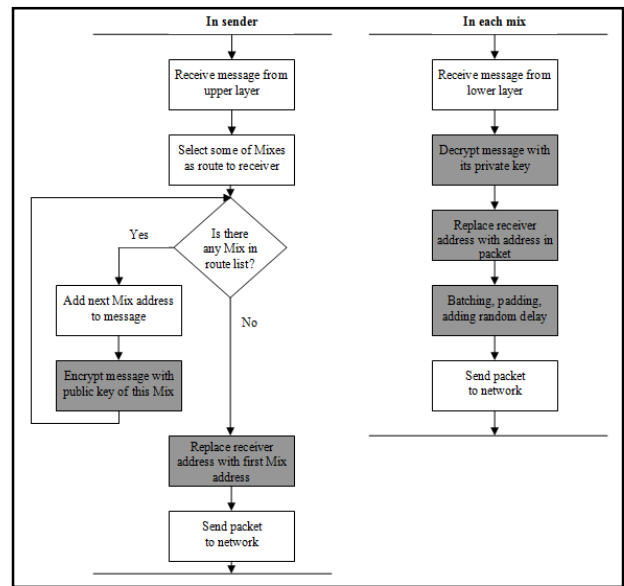 In sender
Receive message from
upper layer
Select some of Mixes
as route to receiver
Is there
any Mix in
route list?
Yes
Add next Mix address
to message
Encrypt message with
public key of this Mix
No
Replace receiver
address with first Mix
address
Send packet
to network
In each mix
Receive message from
lower layer
Decrypt message with
its private key
Replace receiver
address with address in
packet
Batching, padding,
adding random delay
Send packet
to network